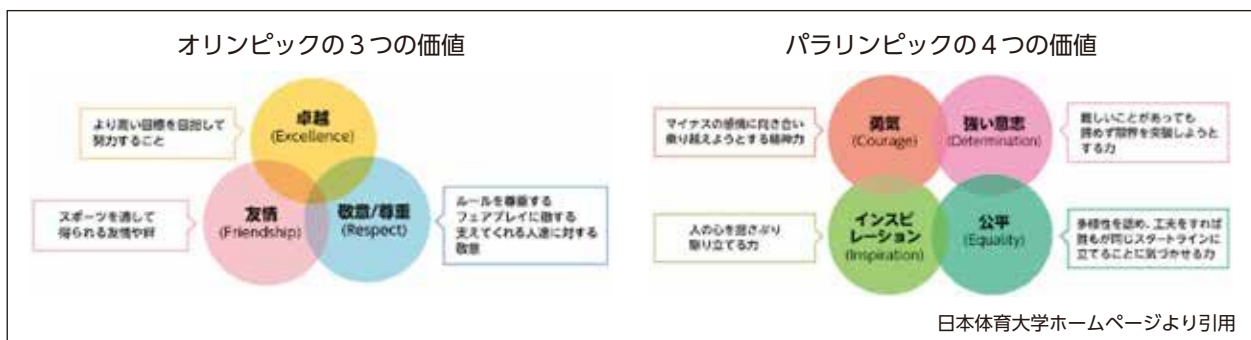 オリンピックの３つの価値
卓越
(Excellence)
より高い目標を目指して
努力すること
友情
(Friendship)
スポーツを通して
得られる友情や絆
敬意/尊重
(Respect)
ルールを尊重する
フェアプレイに徹する
支えてくれる人達に対する
敬意
パラリンピックの４つの価値
勇気
(Courage)
マイナスの感情に向き合い
乗り越えようとする精神力
強い意志
(Determination)
難しいことがあっても
諦めず限界を突破しようと
する力
インスピ
レーション
(Inspiration)
人の心を揺さぶり
駆り立てる力
公平
(Equality)
多様性を認め、工夫をすれば
誰もが同じスタートラインに
立てることに気づかせる力
日本体育大学ホームページより引用